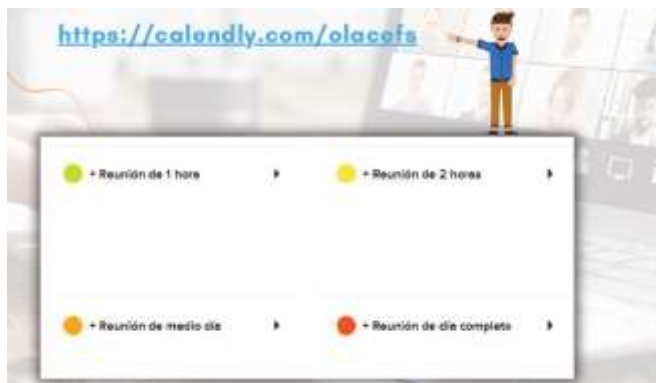 https://calendly.com/olacefs
+ Reunión de 1 hora
+ Reunión de 2 horas
+ Reunión de medio día
+ Reunión de día completo